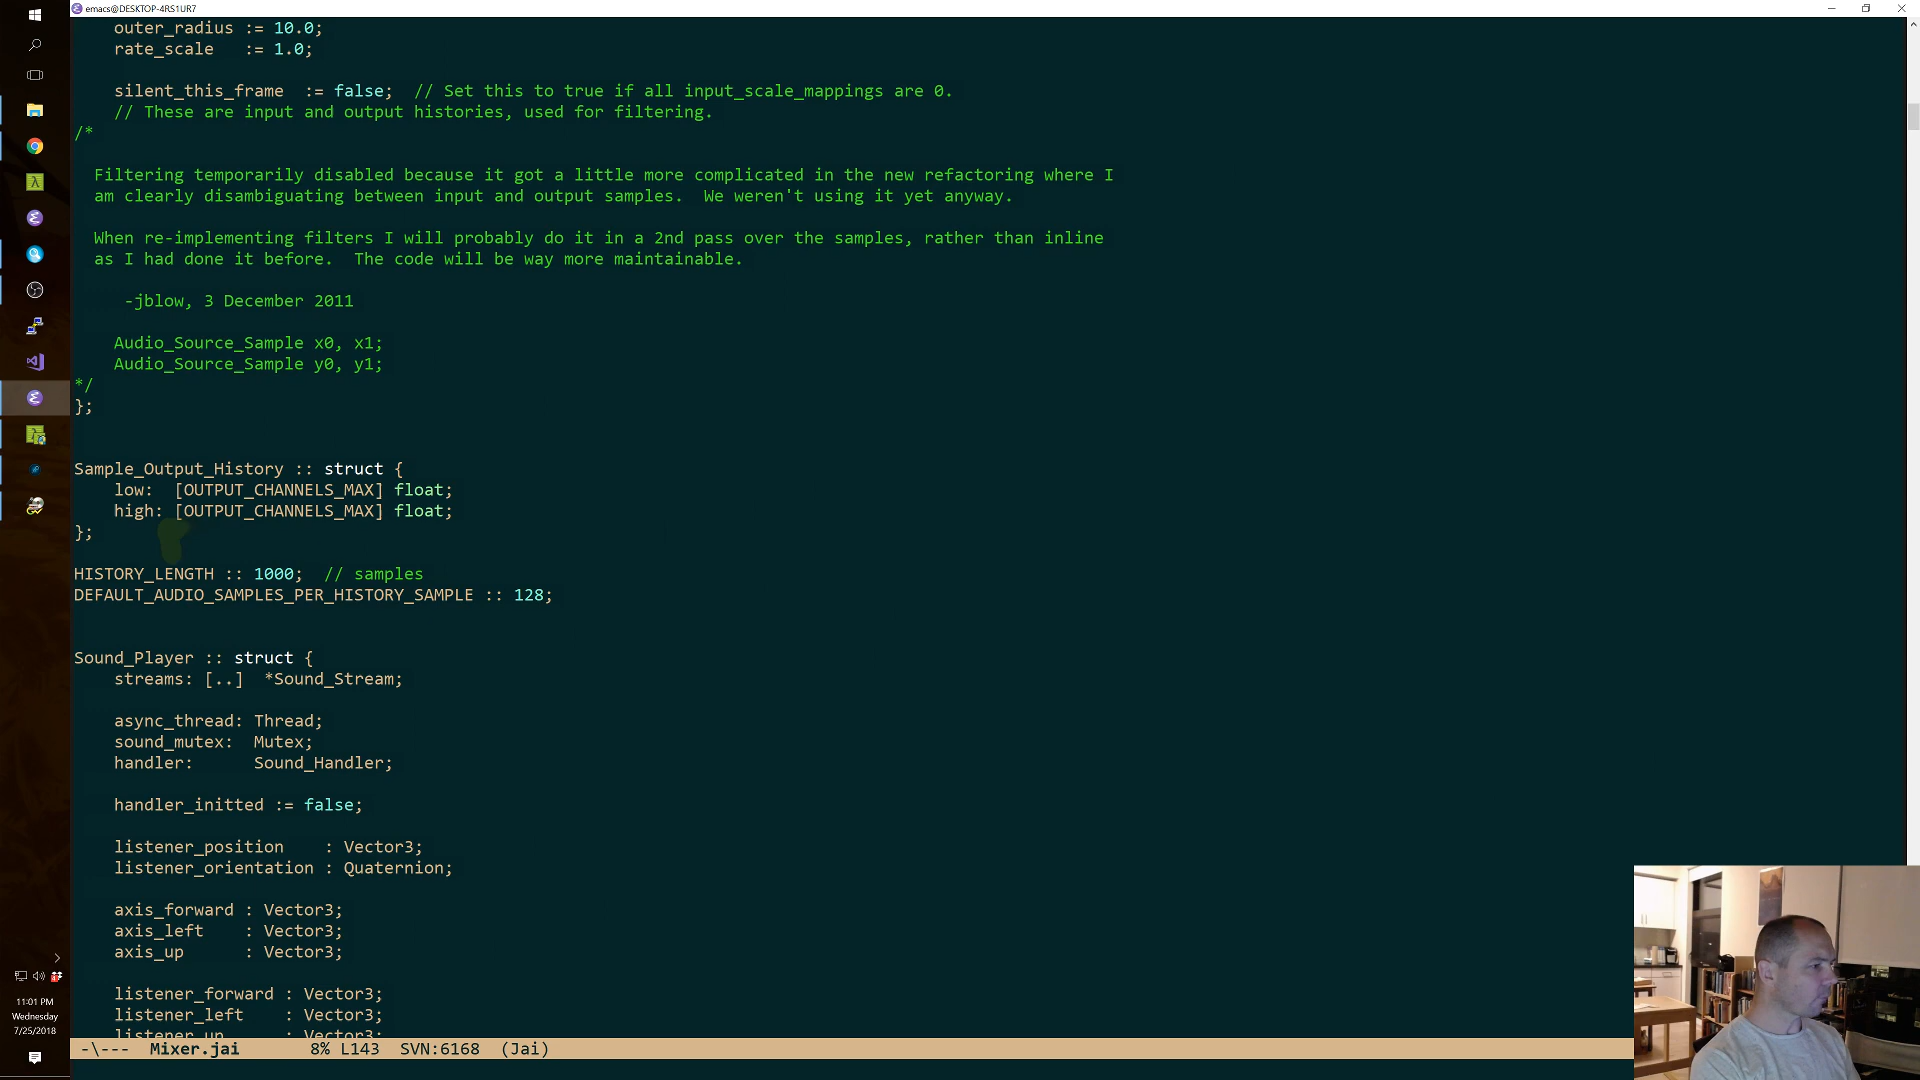 emacs@DESKTOP-4RS1UR7
outer_radius := 10.0;
rate_scale   := 1.0;
silent_this_frame  := false;  // Set this to true if all input_scale_mappings are 0.
// These are input and output histories, used for filtering.
/*
Filtering temporarily disabled because it got a little more complicated in the new refactoring where I
am clearly disambiguating between input and output samples.  We weren't using it yet anyway.
When re-implementing filters I will probably do it in a 2nd pass over the samples, rather than inline
as I had done it before.  The code will be way more maintainable.
-jblow, 3 December 2011
Audio_Source_Sample x0, x1;
Audio_Source_Sample y0, y1;
*/
};
Sample_Output_History :: struct {
low:  [OUTPUT_CHANNELS_MAX] float;
high: [OUTPUT_CHANNELS_MAX] float;
};
HISTORY_LENGTH :: 1000;  // samples
DEFAULT_AUDIO_SAMPLES_PER_HISTORY_SAMPLE :: 128;
Sound_Player :: struct {
streams: [..]  *Sound_Stream;
async_thread: Thread;
sound_mutex:  Mutex;
handler:      Sound_Handler;
handler_initted := false;
listener_position    : Vector3;
listener_orientation : Quaternion;
axis_forward : Vector3;
axis_left    : Vector3;
axis_up      : Vector3;
listener_forward : Vector3;
listener_left    : Vector3;
listener_up      : Vector3;
-\---  Mixer.jai       8% L143  SVN:6168  (Jai)
11:01 PM
Wednesday
7/25/2018